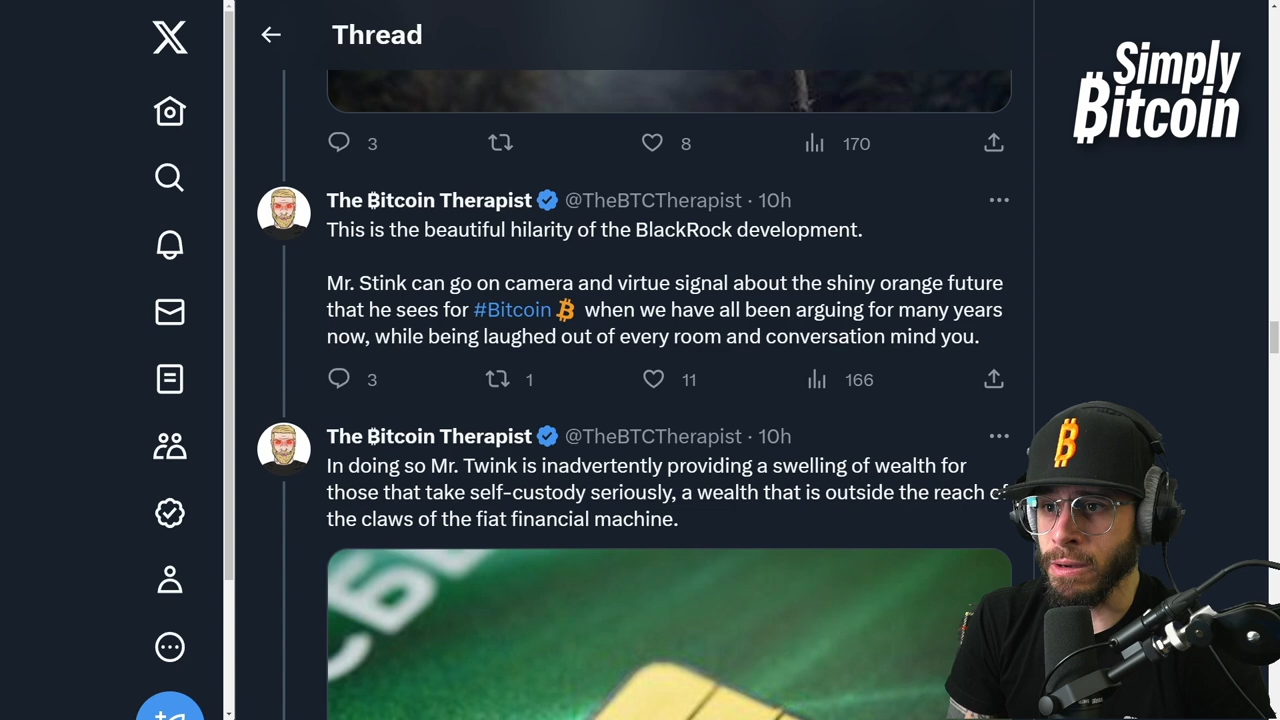 Thread
Simply
₿itcoin
3 8 170
The ₿itcoin Therapist @TheBTCTherapist · 10h
This is the beautiful hilarity of the BlackRock development.
Mr. Stink can go on camera and virtue signal about the shiny orange future
that he sees for #Bitcoin when we have all been arguing for many years
now, while being laughed out of every room and conversation mind you.
3 1 11 166
The ₿itcoin Therapist @TheBTCTherapist · 10h
In doing so Mr. Twink is inadvertently providing a swelling of wealth for
those that take self-custody seriously, a wealth that is outside the reach of
the claws of the fiat financial machine.